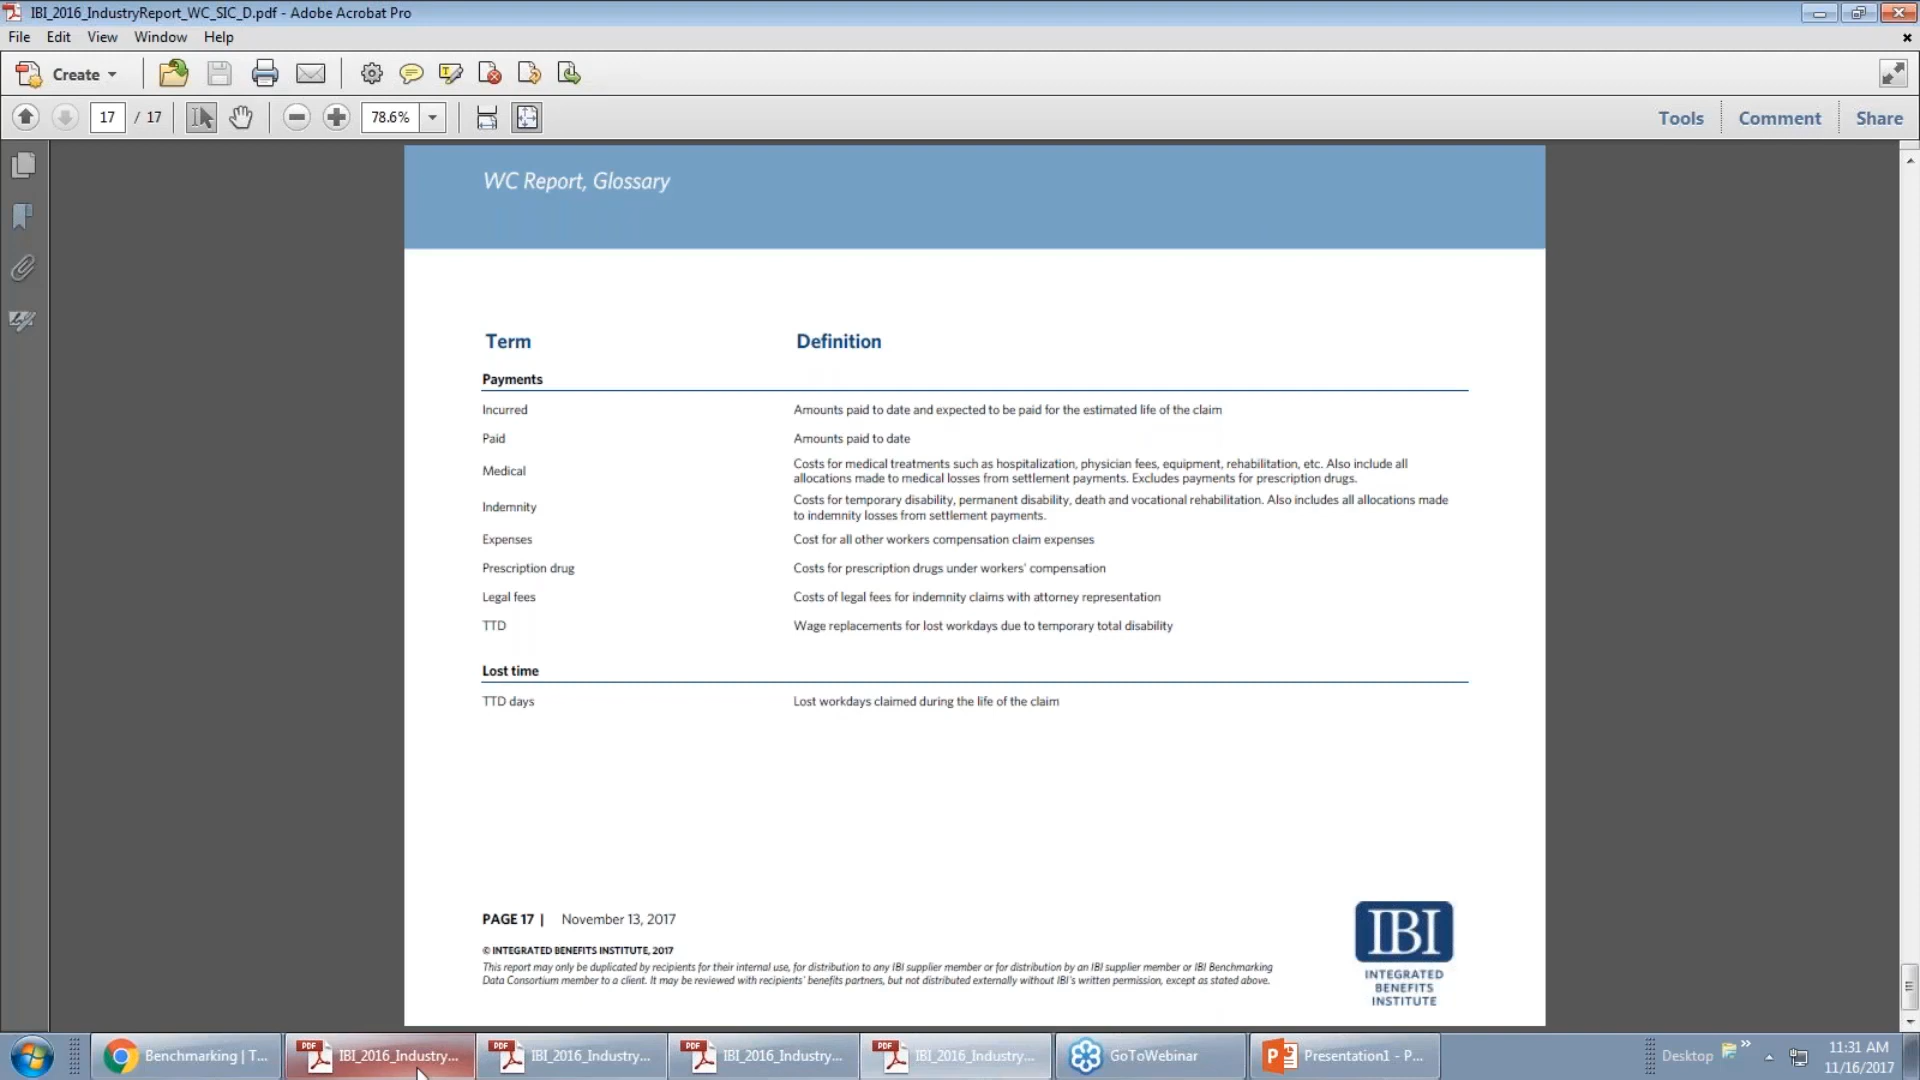 IBI_2016_IndustryReport_WC_SIC_D.pdf - Adobe Acrobat Pro
File Edit View Window Help
Create
17 / 17 78.6% Tools Comment Share
WC Report, Glossary
Term Definition
Payments
Incurred Amounts paid to date and expected to be paid for the estimated life of the claim
Paid Amounts paid to date
Medical Costs for medical treatments such as hospitalization, physician fees, equipment, rehabilitation, etc. Also include all
allocations made to medical losses from settlement payments. Excludes payments for prescription drugs.
Indemnity Costs for temporary disability, permanent disability, death and vocational rehabilitation. Also includes all allocations made
to indemnity losses from settlement payments.
Expenses Cost for all other workers compensation claim expenses
Prescription drug Costs for prescription drugs under workers' compensation
Legal fees Costs of legal fees for indemnity claims with attorney representation
TTD Wage replacements for lost workdays due to temporary total disability
Lost time
TTD days Lost workdays claimed during the life of the claim
PAGE 17 | November 13, 2017
© INTEGRATED BENEFITS INSTITUTE, 2017
This report may only be duplicated by recipients for their internal use, for distribution to any IBI supplier member or for distribution by an IBI supplier member or IBI Benchmarking
Data Consortium member to a client. It may be reviewed with recipients' benefits partners, but not distributed externally without IBI's written permission, except as stated above.
IBI
INTEGRATED
BENEFITS
INSTITUTE
Benchmarking | T... IBI_2016_Industry... IBI_2016_Industry... IBI_2016_Industry... IBI_2016_Industry... GoToWebinar Presentation1 - P... Desktop 11:31 AM
11/16/2017